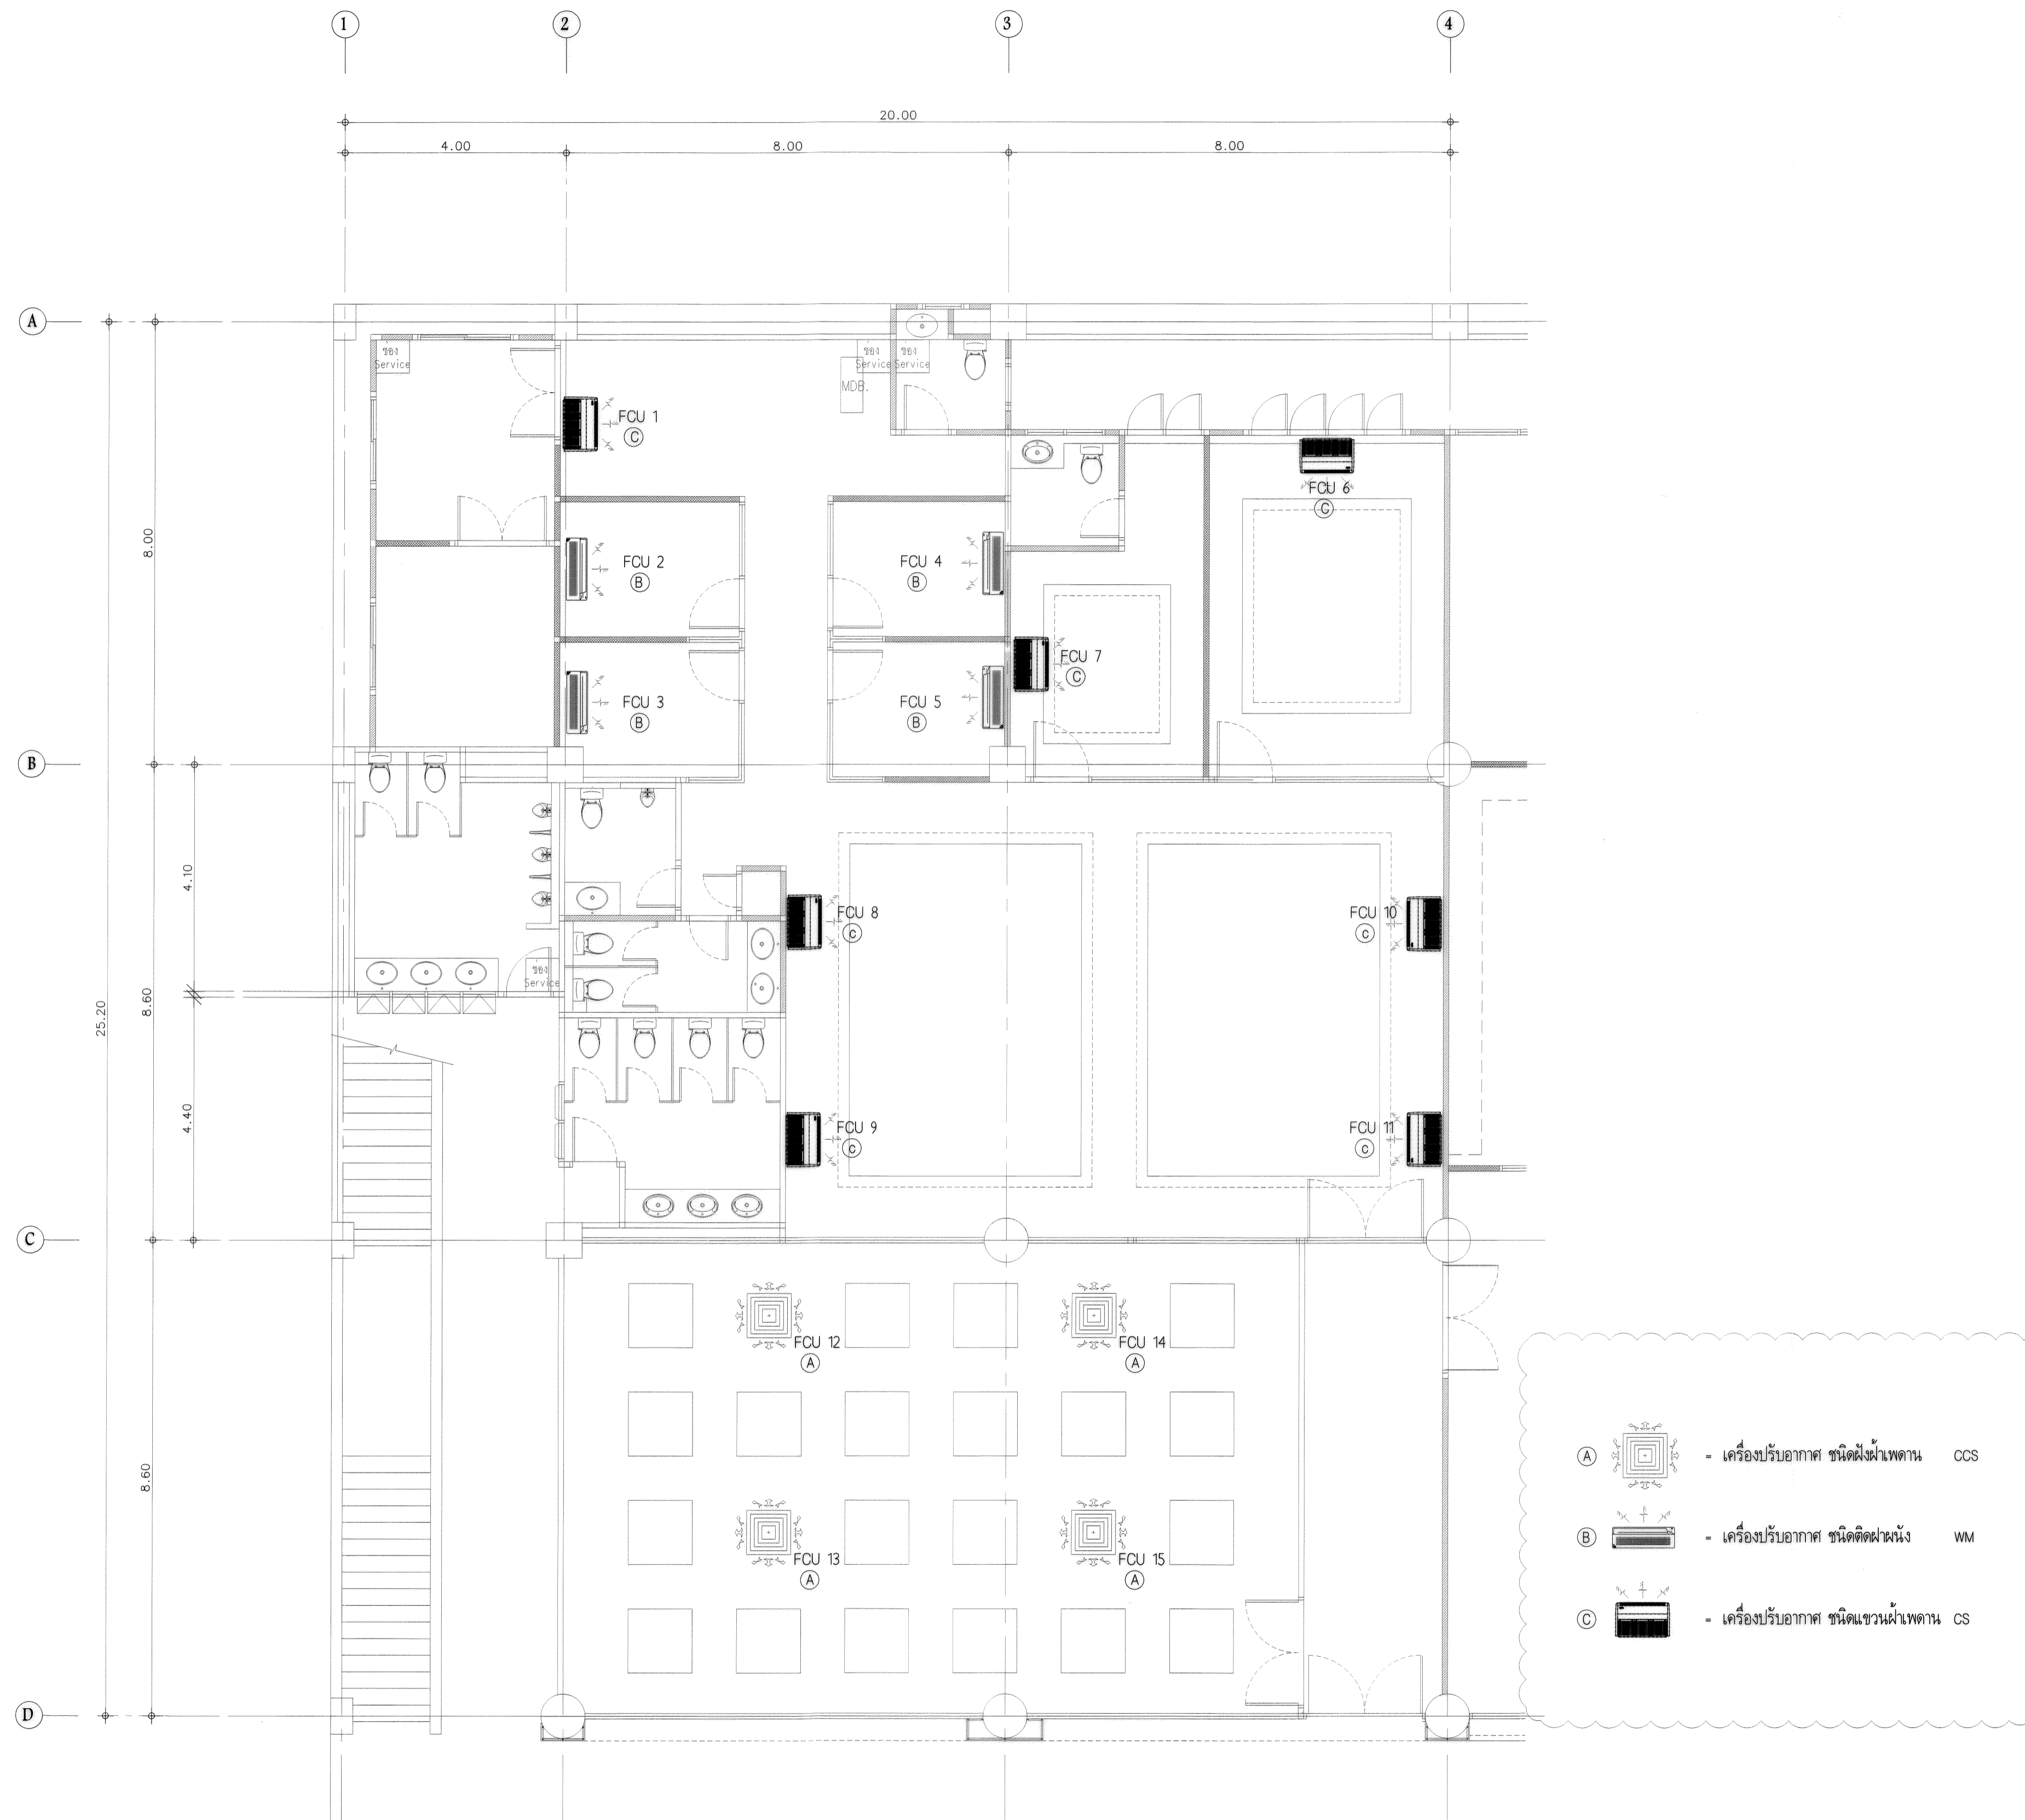 1 2 3 4
20.00
4.00 8.00 8.00
A
ช่อง Service
ช่อง Service
ช่อง Service
MDB.
FCU 1
C
FCU 6
C
8.00
FCU 2
B
FCU 4
B
FCU 7
C
FCU 3
B
FCU 5
B
B
4.10
FCU 8
C
FCU 10
C
ช่อง Service
25.20
8.60
4.40
FCU 9
C
FCU 11
C
C
FCU 12
A
FCU 14
A
A = เครื่องปรับอากาศ ชนิดฝังฝ้าเพดาน CCS
8.60
B = เครื่องปรับอากาศ ชนิดติดฝาผนัง WM
FCU 13
A
FCU 15
A
C = เครื่องปรับอากาศ ชนิดแขวนฝ้าเพดาน CS
D